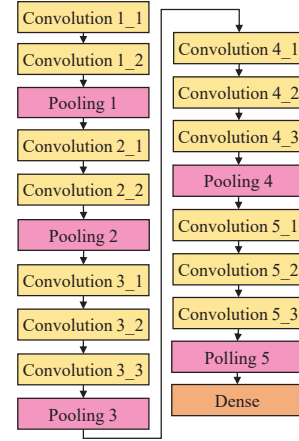 Convolution 1_1
Convolution 1_2
Pooling 1
Convolution 2_1
Convolution 2_2
Pooling 2
Convolution 3_1
Convolution 3_2
Convolution 3_3
Pooling 3
Convolution 4_1
Convolution 4_2
Convolution 4_3
Pooling 4
Convolution 5_1
Convolution 5_2
Convolution 5_3
Polling 5
Dense